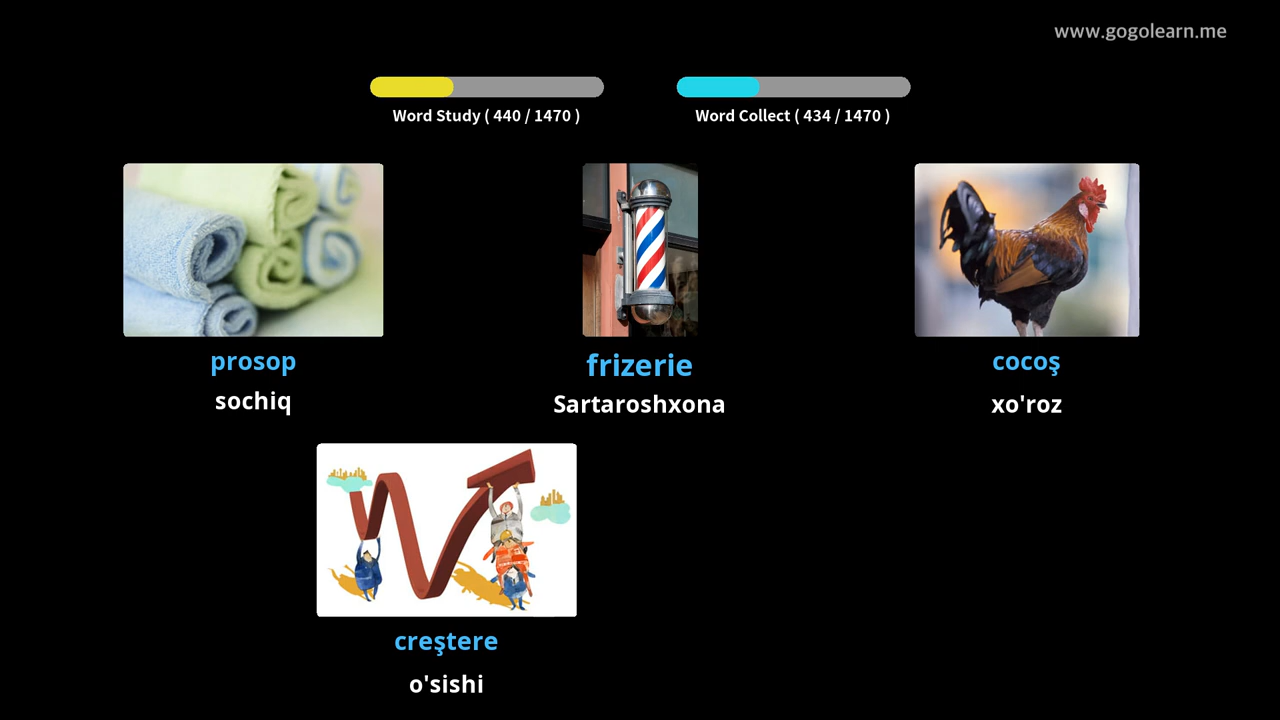 www.gogolearn.me
Word Study ( 440 / 1470 )
Word Collect ( 434 / 1470 )
prosop
frizerie
cocoş
sochiq
Sartaroshxona
xo'roz
creştere
o'sishi